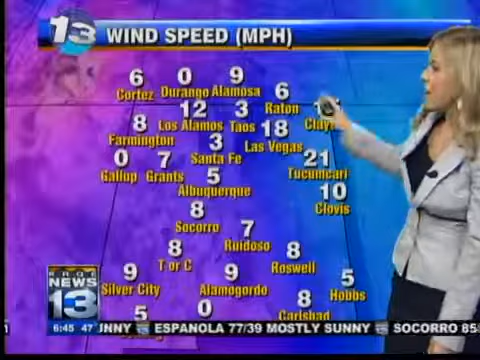 13 WIND SPEED (MPH)
6 0 9 6
Cortez Durango Alamosa Raton
8 12 3 18
Farmington Los Alamos Taos Las Vegas
0 7 3 21
Gallup Grants Santa Fe Tucumcari
5 10
Albuquerque Clovis
8 7
Socorro Ruidoso
8 8
T or C Roswell
9 9 5
Silver City Alamogordo Hobbs
5 0 8
Carlsbad
KRQE
NEWS
13
6:45 47° ESPANOLA 77/39 MOSTLY SUNNY SOCORRO